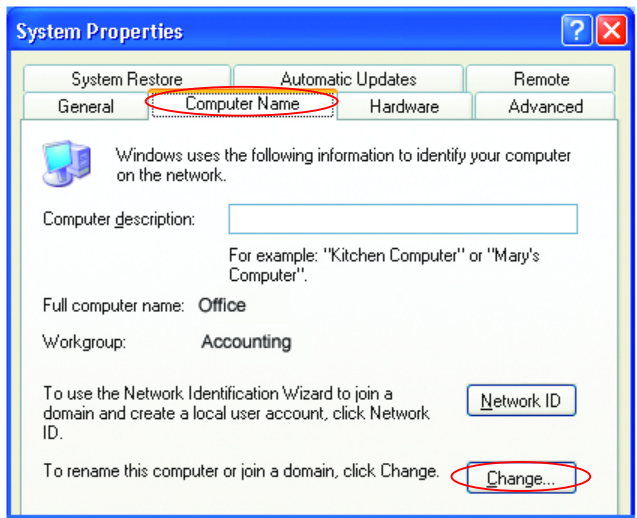 System Properties
System Restore Automatic Updates Remote
General Computer Name Hardware Advanced
Windows uses the following information to identify your computer
on the network.
Computer description:
For example: "Kitchen Computer" or "Mary's
Computer".
Full computer name: Office
Workgroup: Accounting
To use the Network Identification Wizard to join a
domain and create a local user account, click Network
ID.
Network ID
To rename this computer or join a domain, click Change.
Change...